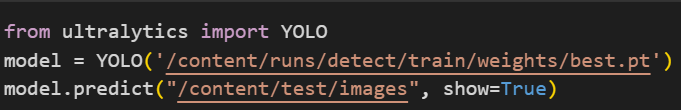 from ultralytics import YOLO
model = YOLO('/content/runs/detect/train/weights/best.pt')
model.predict("/content/test/images", show=True)